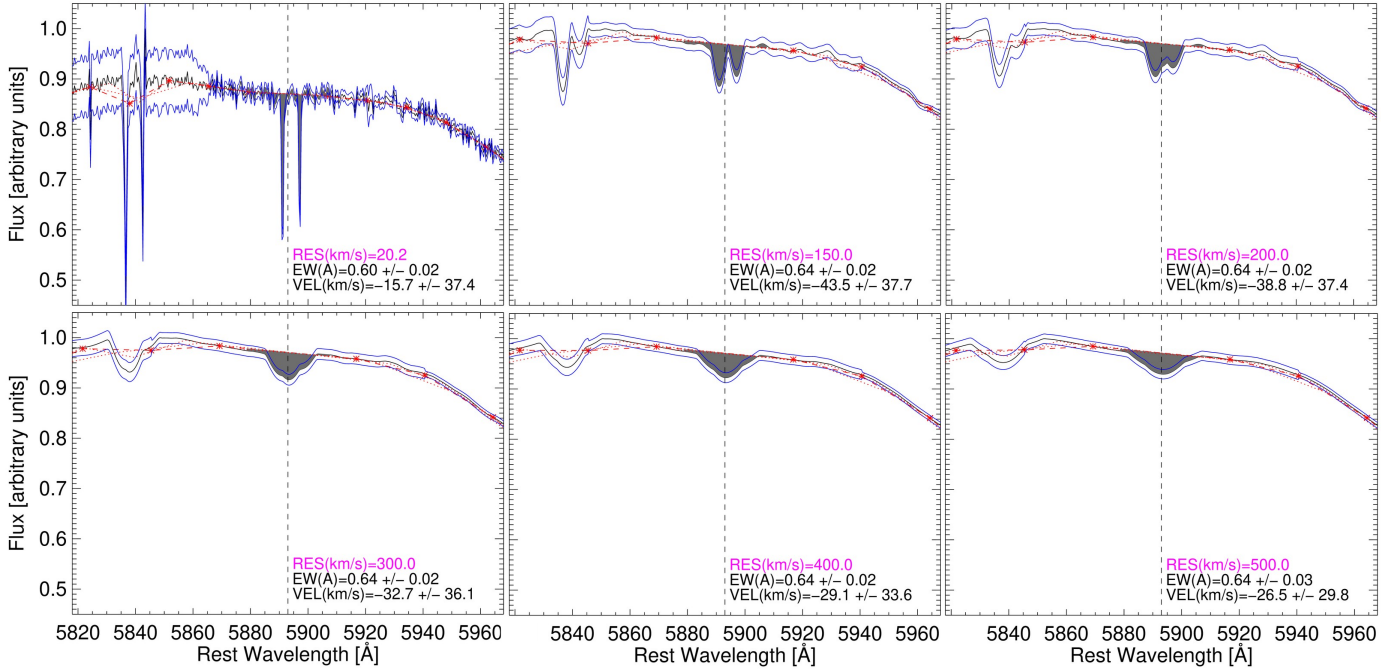 Flux [arbitrary units]
1.0
0.9
0.8
0.7
0.6
0.5
RES(km/s)=20.2
EW(A)=0.60 +/− 0.02
VEL(km/s)=−15.7 +/− 37.4
RES(km/s)=150.0
EW(A)=0.64 +/− 0.02
VEL(km/s)=−43.5 +/− 37.7
RES(km/s)=200.0
EW(A)=0.64 +/− 0.02
VEL(km/s)=−38.8 +/− 37.4
Flux [arbitrary units]
1.0
0.9
0.8
0.7
0.6
0.5
RES(km/s)=300.0
EW(A)=0.64 +/− 0.02
VEL(km/s)=−32.7 +/− 36.1
RES(km/s)=400.0
EW(A)=0.64 +/− 0.02
VEL(km/s)=−29.1 +/− 33.6
RES(km/s)=500.0
EW(A)=0.64 +/− 0.03
VEL(km/s)=−26.5 +/− 29.8
5820 5840 5860 5880 5900 5920 5940 5960
5840 5860 5880 5900 5920 5940 5960
5840 5860 5880 5900 5920 5940 5960
Rest Wavelength [Å]
Rest Wavelength [Å]
Rest Wavelength [Å]